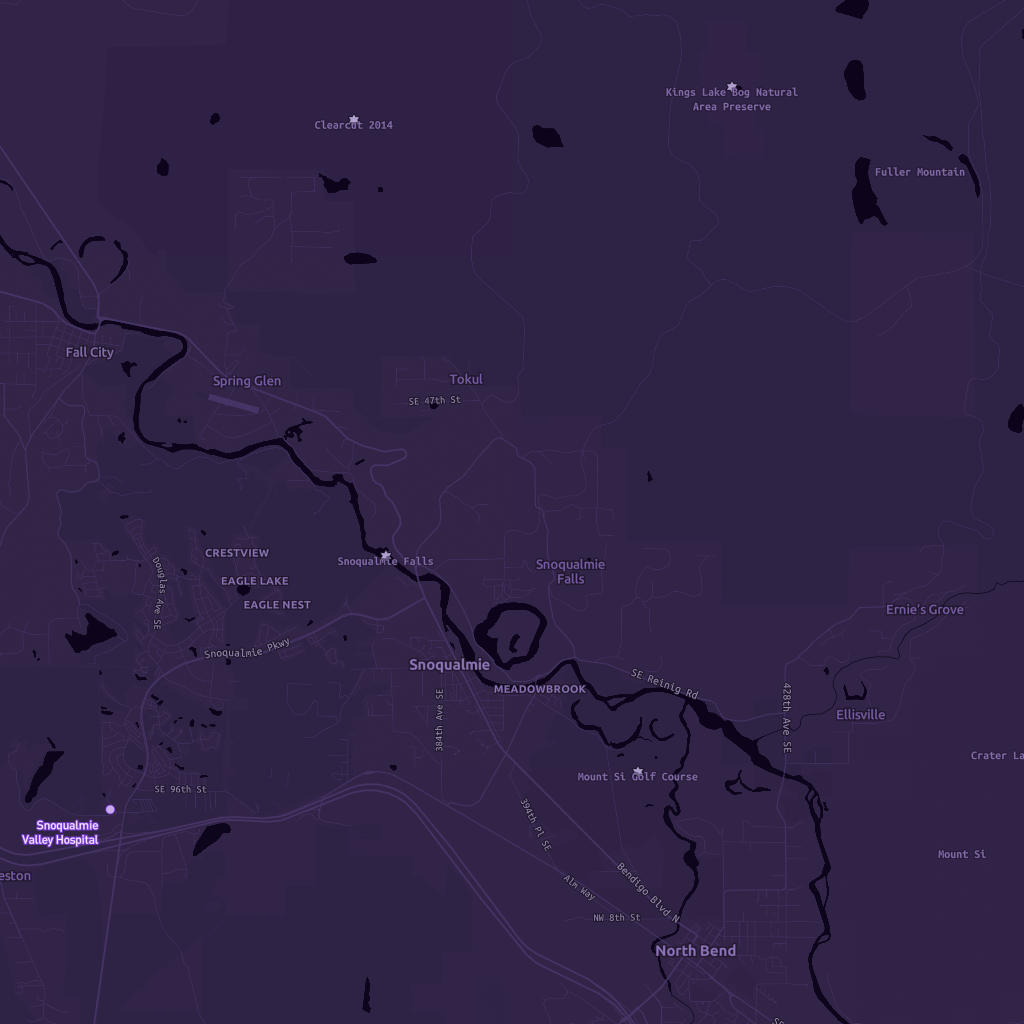 Kings Lake Bog Natural
Area Preserve
Clearcut 2014
Fuller Mountain
Fall City
Spring Glen
Tokul
SE 47th St
CRESTVIEW
Snoqualmie Falls
Snoqualmie
Falls
EAGLE LAKE
Douglas Ave SE
EAGLE NEST
Ernie's Grove
Snoqualmie Pkwy
Snoqualmie
SE Reinig Rd
MEADOWBROOK
384th Ave SE
428th Ave SE
Ellisville
Crater La
Mount Si Golf Course
SE 96th St
Snoqualmie
Valley Hospital
394th Pl SE
Mount Si
eston
Alm Way
Bendigo Blvd N
NW 8th St
North Bend